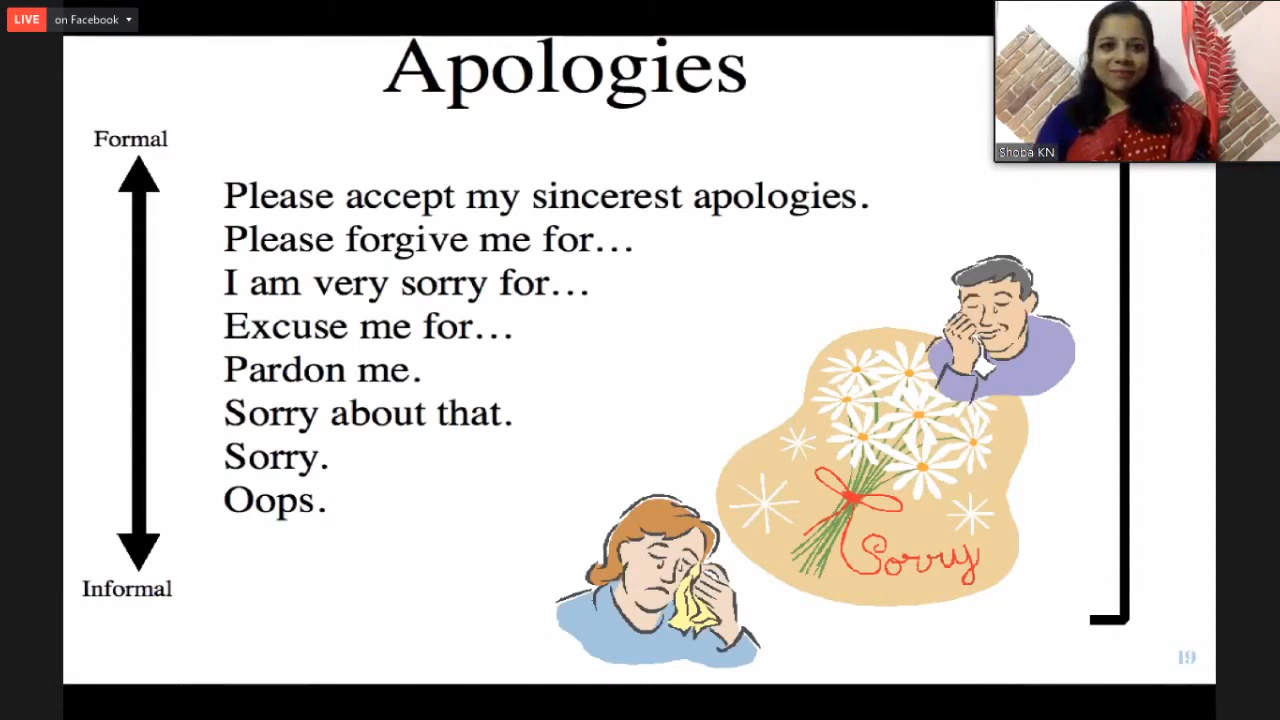 LIVE on Facebook
Apologies
Shoba KN
Formal
Please accept my sincerest apologies.
Please forgive me for…
I am very sorry for…
Excuse me for…
Pardon me.
Sorry about that.
Sorry.
Oops.
Sorry
Informal
19